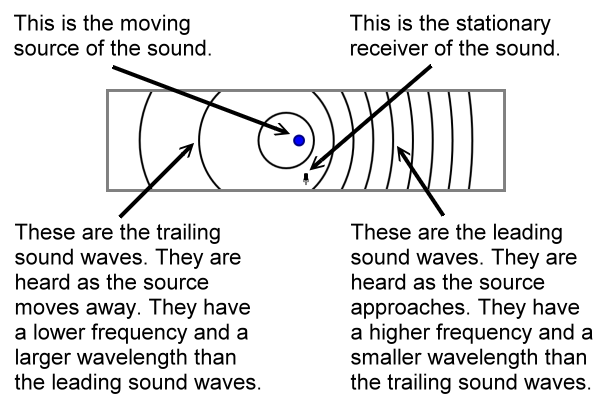 This is the moving
source of the sound.
This is the stationary
receiver of the sound.
These are the trailing
sound waves. They are
heard as the source
moves away. They have
a lower frequency and a
larger wavelength than
the leading sound waves.
These are the leading
sound waves. They are
heard as the source
approaches. They have
a higher frequency and a
smaller wavelength than
the trailing sound waves.